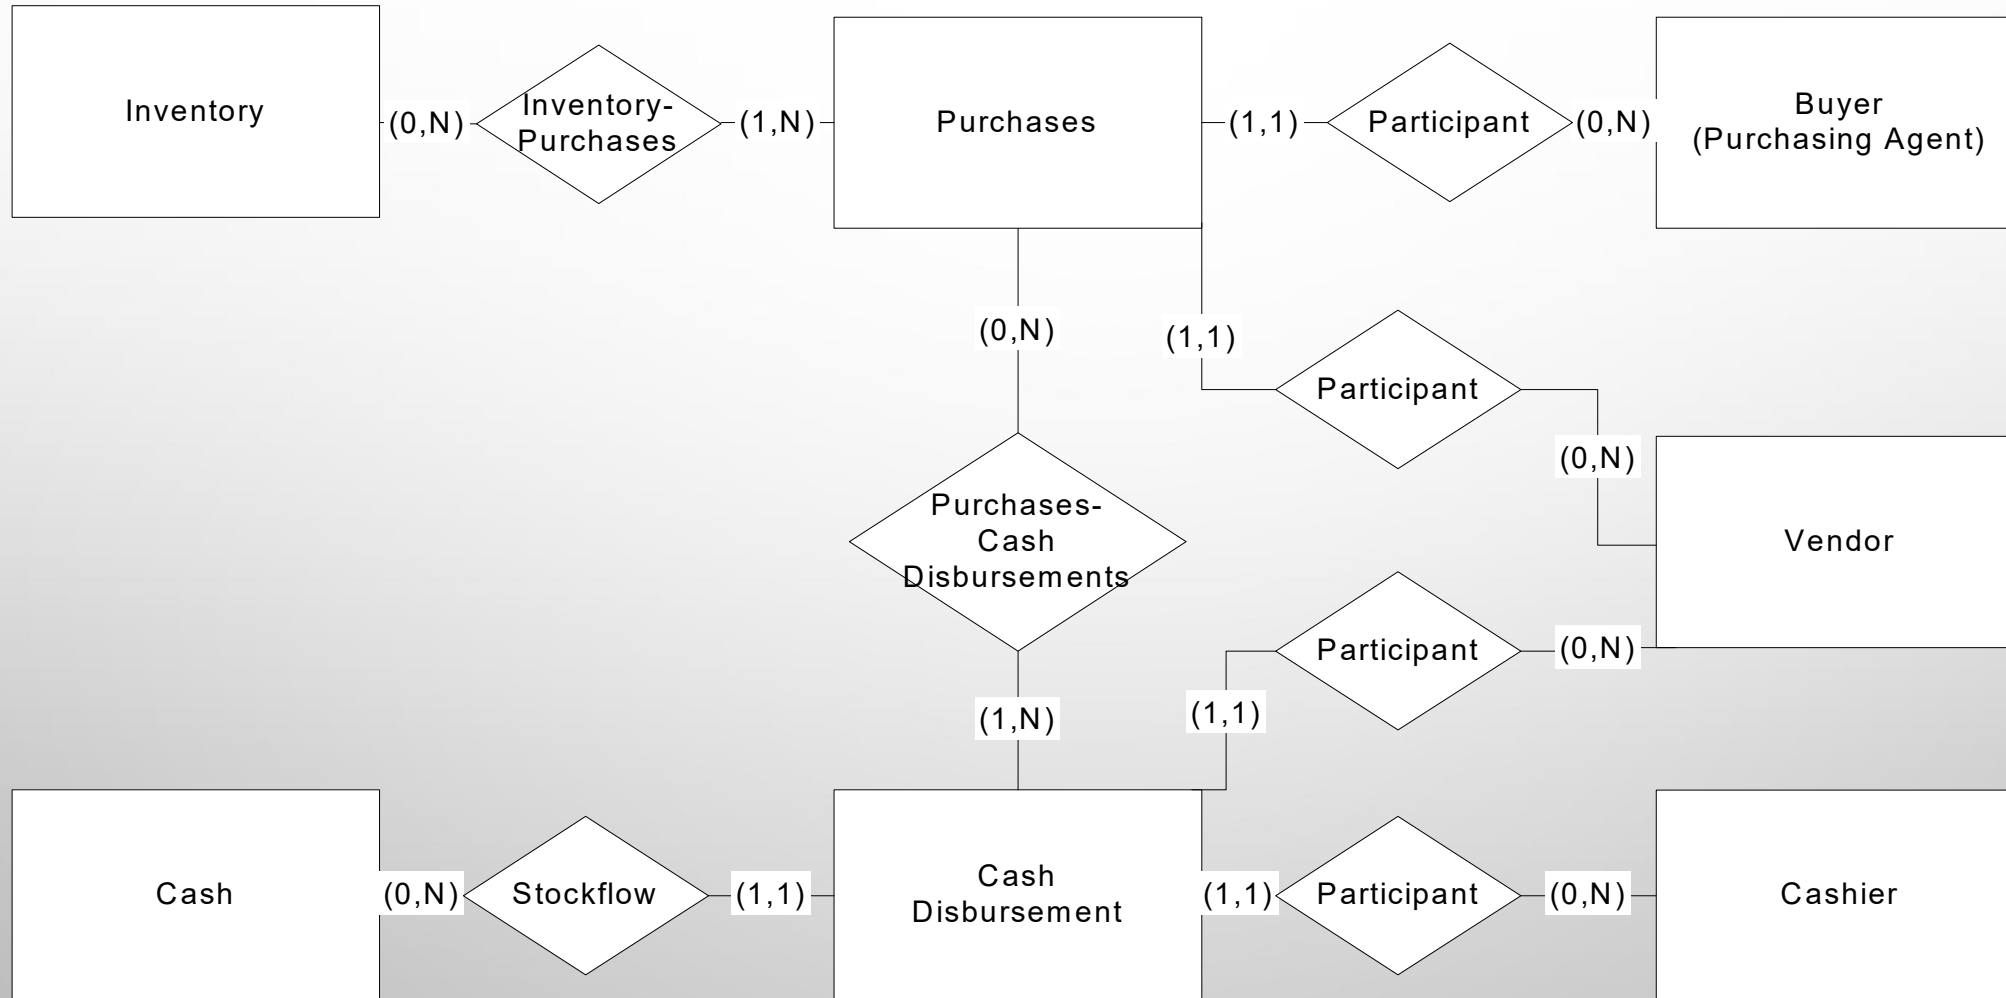 Inventory
(0,N)
Inventory-
Purchases
(1,N)
Purchases
(1,1)
Participant
(0,N)
Buyer
(Purchasing Agent)
(0,N)
(1,1)
Participant
(0,N)
Purchases-
Cash
Disbursements
Vendor
Participant
(0,N)
(1,N)
(1,1)
Cash
(0,N)
Stockflow
(1,1)
Cash
Disbursement
(1,1)
Participant
(0,N)
Cashier